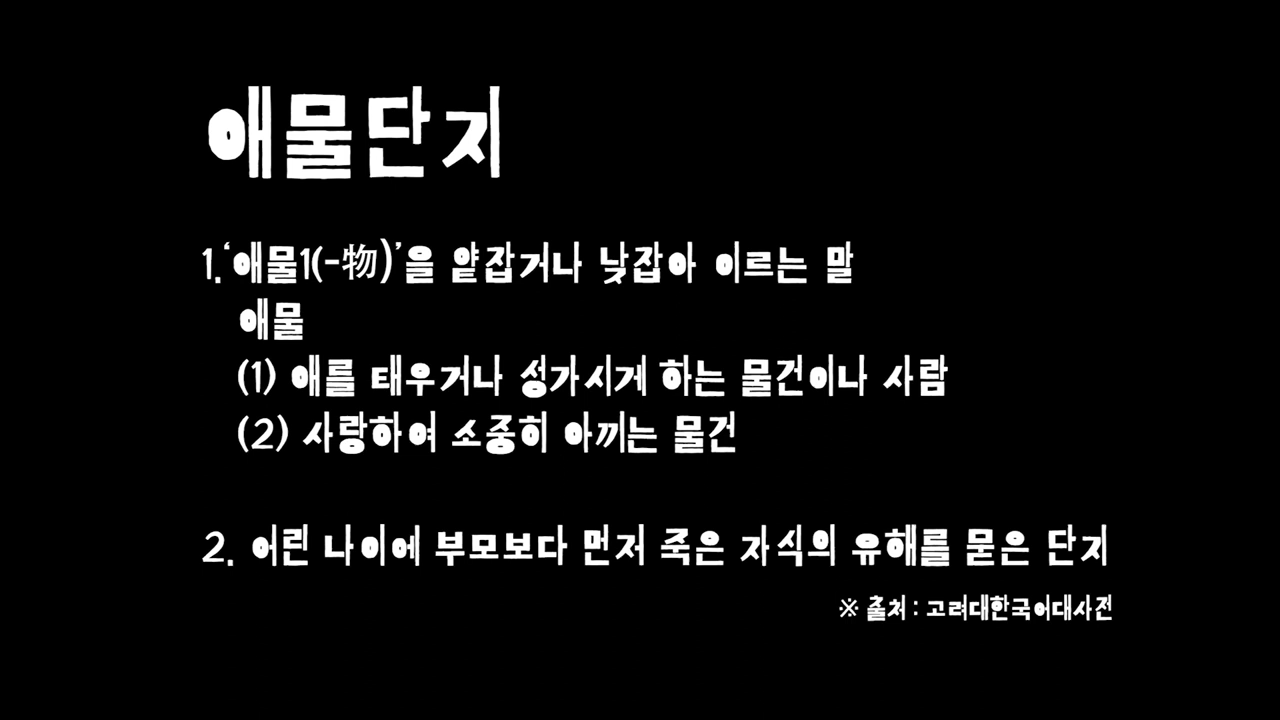 애물단지
1.‘애물1(-物)’을 얕잡거나 낮잡아 이르는 말
애물
(1) 애를 태우거나 성가시게 하는 물건이나 사람
(2) 사랑하여 소중히 아끼는 물건
2. 어린 나이에 부모보다 먼저 죽은 자식의 유해를 묻은 단지
※ 출처 : 고려대한국어대사전